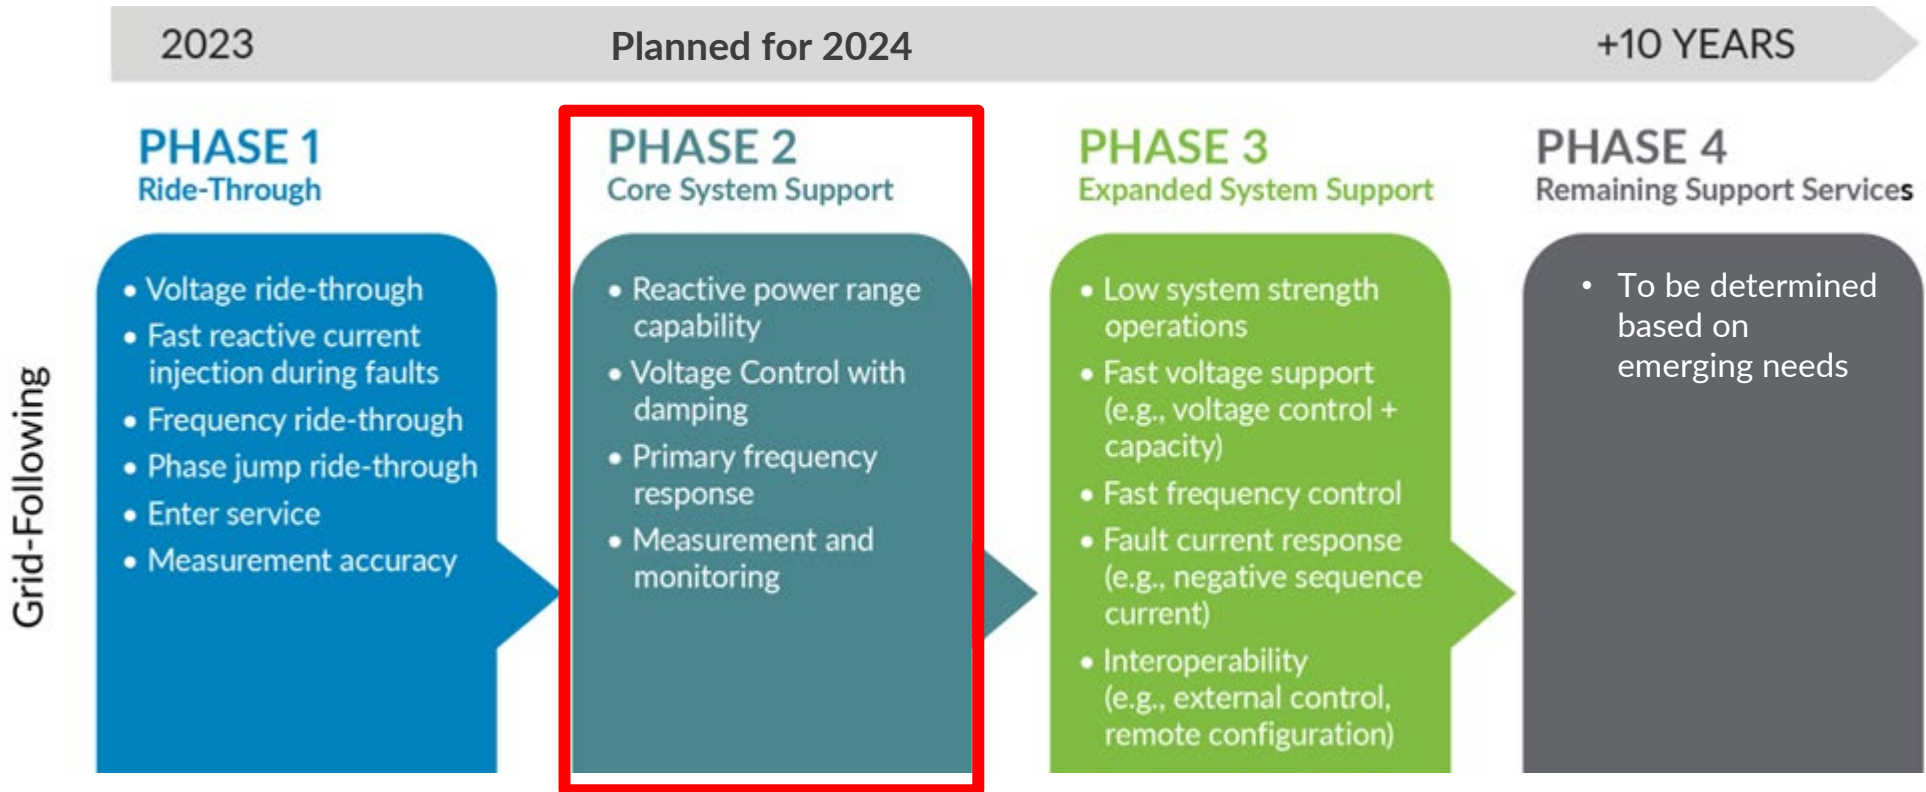 2023
Planned for 2024
+10 YEARS
Grid-Following
PHASE 1
Ride-Through
• Voltage ride-through
• Fast reactive current
injection during faults
• Frequency ride-through
• Phase jump ride-through
• Enter service
• Measurement accuracy
PHASE 2
Core System Support
• Reactive power range
capability
• Voltage Control with
damping
• Primary frequency
response
• Measurement and
monitoring
PHASE 3
Expanded System Support
• Low system strength
operations
• Fast voltage support
(e.g., voltage control +
capacity)
• Fast frequency control
• Fault current response
(e.g., negative sequence
current)
• Interoperability
(e.g., external control,
remote configuration)
PHASE 4
Remaining Support Services
• To be determined
based on
emerging needs